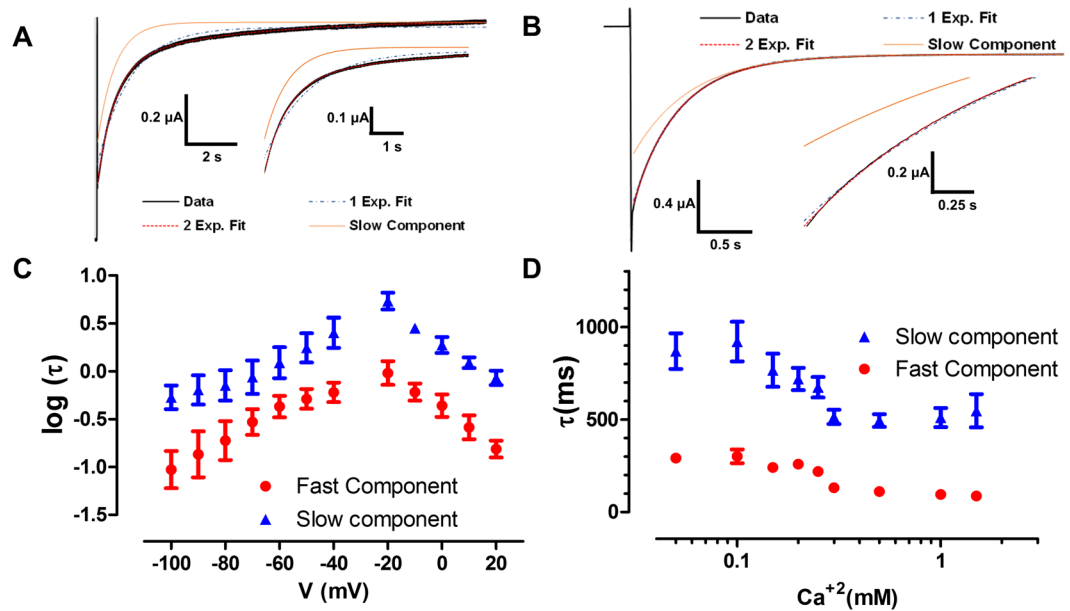 A
0.2 µA
2 s
0.1 µA
1 s
Data
1 Exp. Fit
2 Exp. Fit
Slow Component
B
Data
1 Exp. Fit
2 Exp. Fit
Slow Component
0.4 µA
0.5 s
0.2 µA
0.25 s
C
log (τ)
1.0
0.5
0.0
-0.5
-1.0
-1.5
Fast Component
Slow component
-100 -80 -60 -40 -20 0 20
V (mV)
D
τ(ms)
1000
500
0
Slow component
Fast Component
0.1 1
Ca+2(mM)